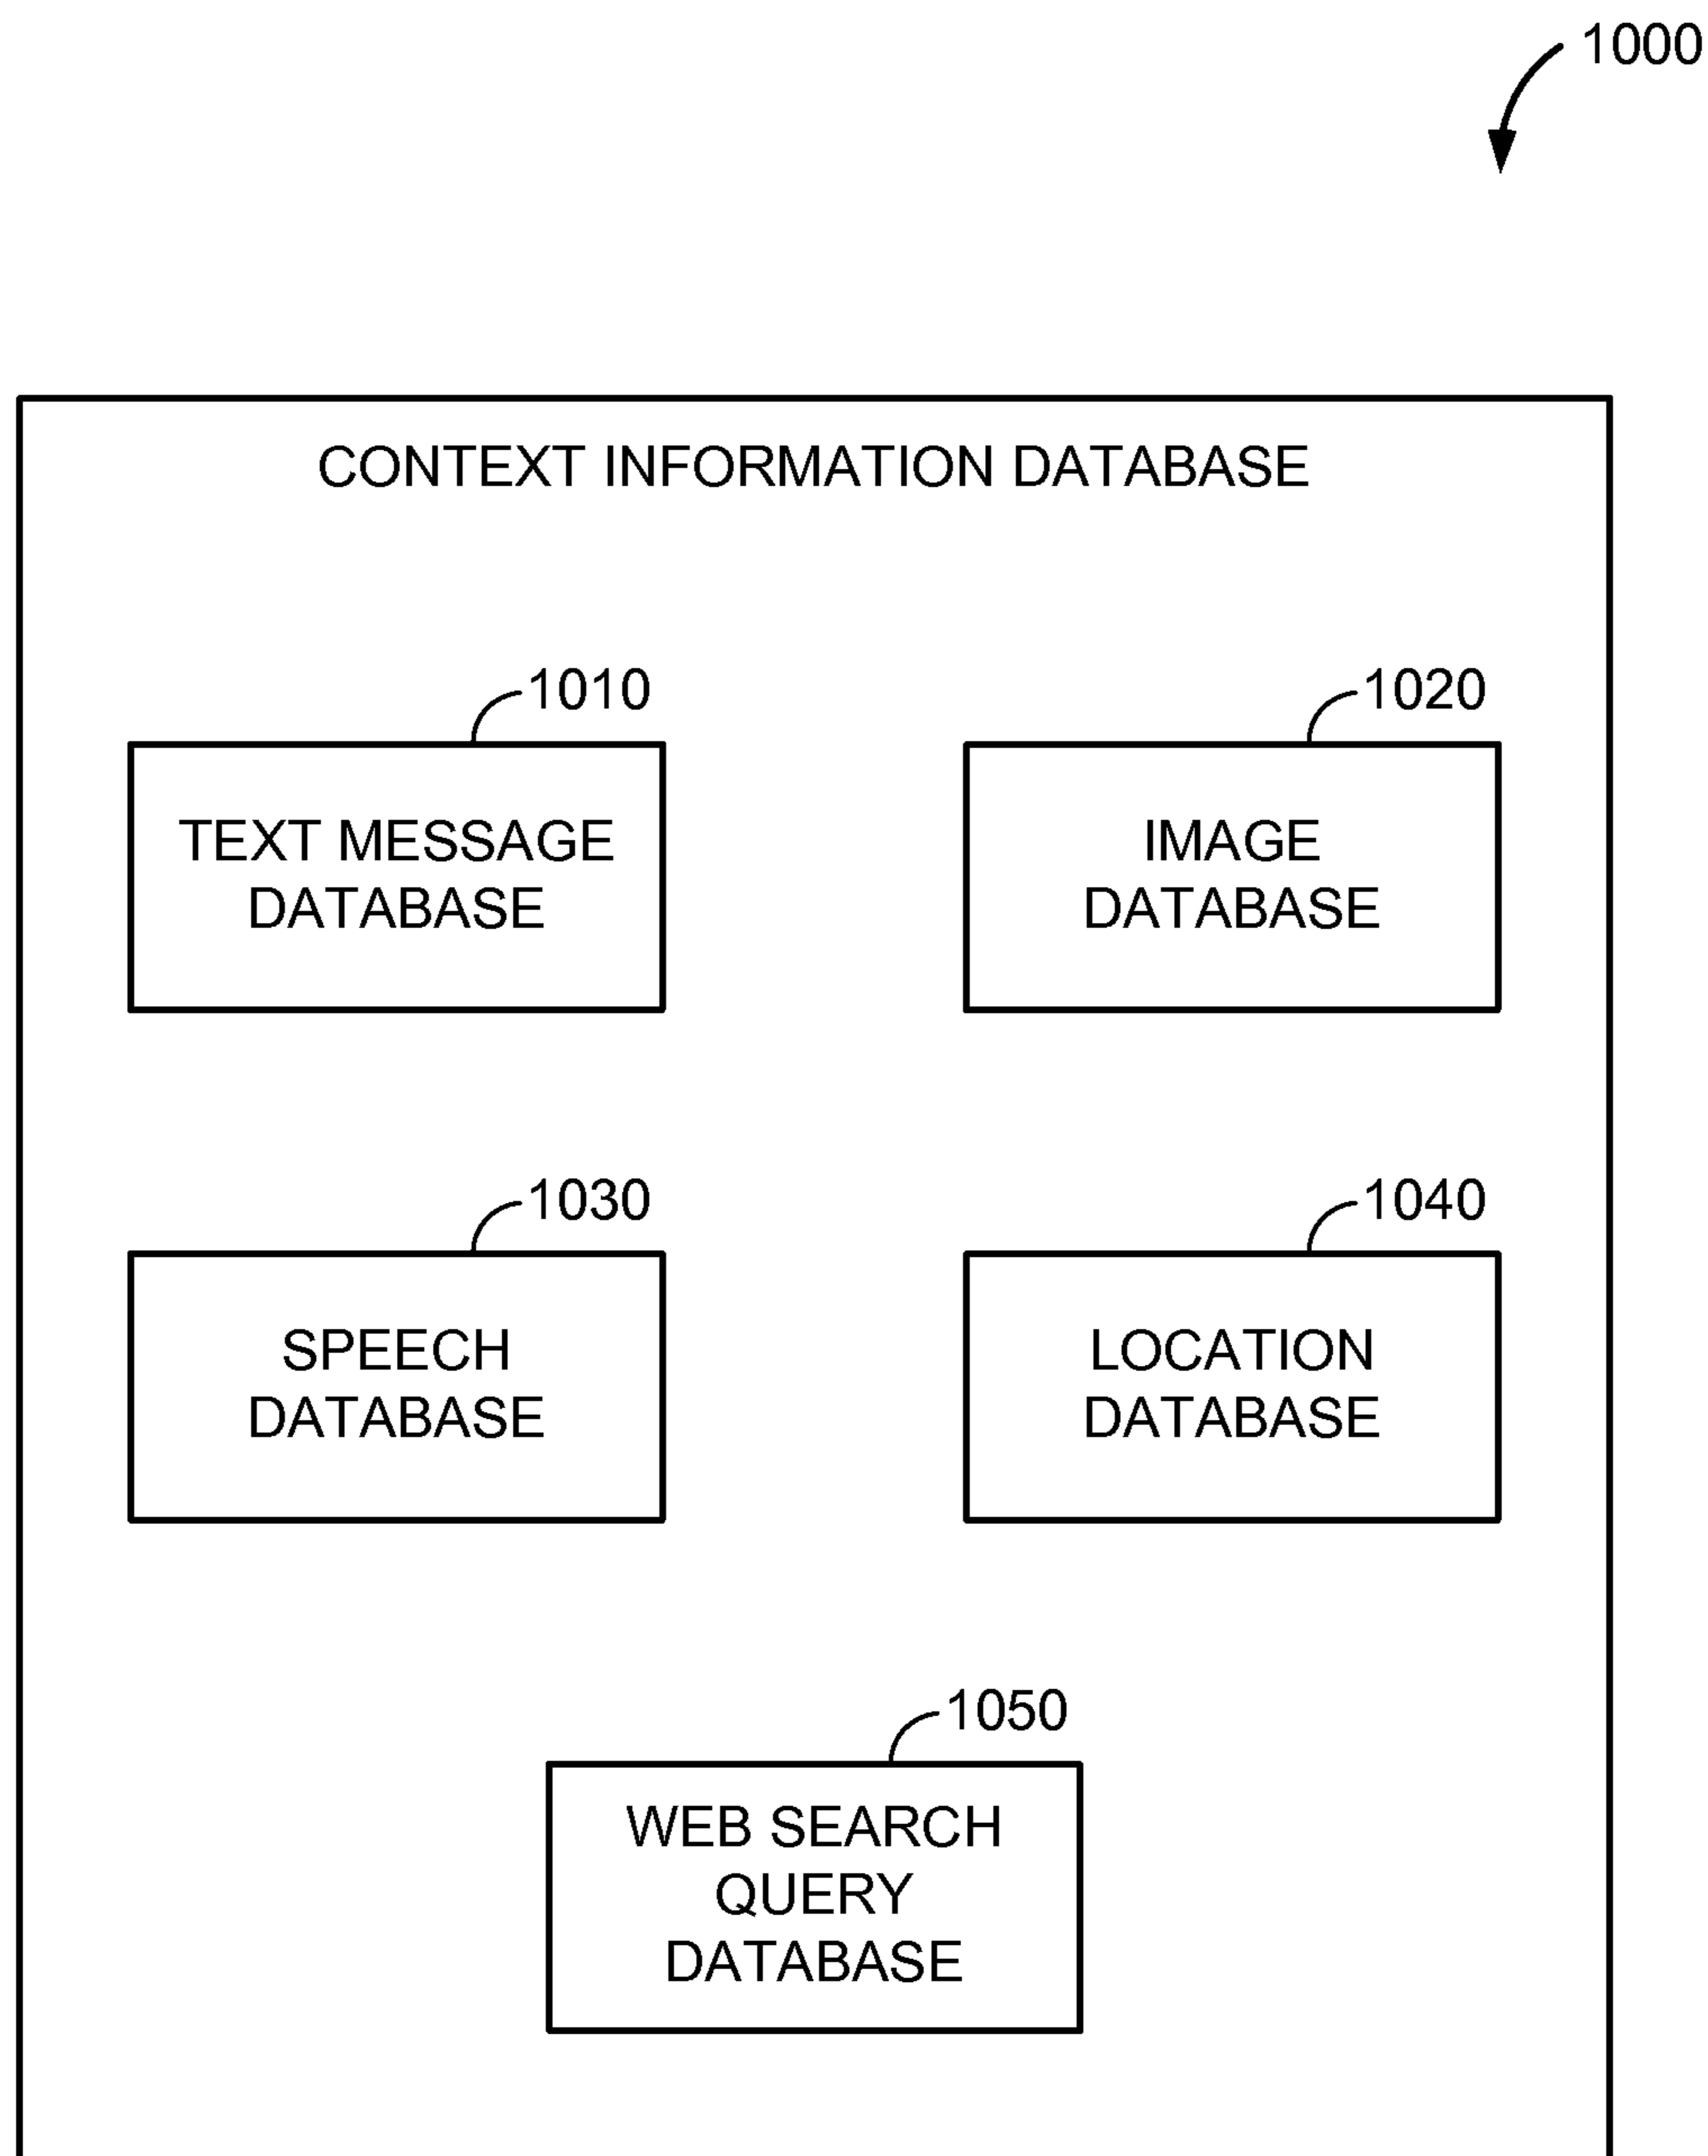 1000
CONTEXT INFORMATION DATABASE
1010
TEXT MESSAGE
DATABASE
1020
IMAGE
DATABASE
1030
SPEECH
DATABASE
1040
LOCATION
DATABASE
1050
WEB SEARCH
QUERY
DATABASE